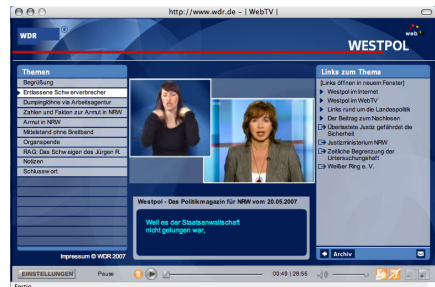 http://www.wdr.de - | WebTV |
WDR
web
WESTPOL
Themen
Begrüßung
Entlassene Schwerverbrecher
Dumpinglöhne via Arbeitsagentur
Zahlen und Fakten zur Armut in NRW
Armut in NRW
Mittelstand ohne Breitband
Organspende
RAG: Das Schweigen des Jürgen R.
Notizen
Schlusswort
Impressum © WDR 2007
Westpol - Das Politikmagazin für NRW vom 20.05.2007
Weil es der Staatsanwaltschaft
nicht gelungen war,
Links zum Thema
[Links öffnen in neuem Fenster]
Westpol im Internet
Westpol im WebTV
Links rund um die Landespolitik
Der Beitrag zum Nachlesen
Überlastete Justiz gefährdet die
Sicherheit
Justizministerium NRW
Zeitliche Begrenzung der
Untersuchungshaft
Weißer Ring e. V.
Archiv
EINSTELLUNGEN
Pause
00:49 | 28:55
Fertig